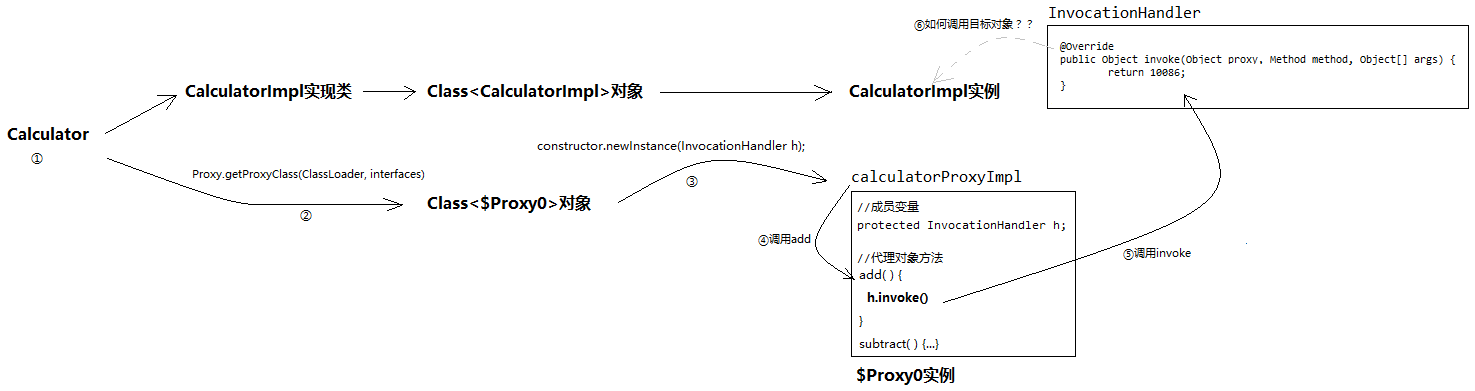 InvocationHandler
⑥如何调用目标对象？？
@Override
public Object invoke(Object proxy, Method method, Object[] args) {
return 10086;
}
CalculatorImpl实现类
Class<CalculatorImpl>对象
CalculatorImpl实例
Calculator
①
constructor.newInstance(InvocationHandler h);
Proxy.getProxyClass(ClassLoader, interfaces)
③
calculatorProxyImpl
Class<$Proxy0>对象
②
//成员变量
protected InvocationHandler h;
④调用add
⑤调用invoke
//代理对象方法
add( ) {
h.invoke()
}
subtract( ) {...}
$Proxy0实例